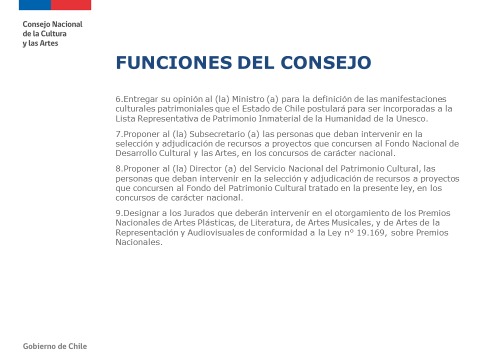 Consejo Nacional
de la Cultura
y las Artes
FUNCIONES DEL CONSEJO
6.Entregar su opinión al (la) Ministro (a) para la definición de las manifestaciones
culturales patrimoniales que el Estado de Chile postulará para ser incorporadas a la
Lista Representativa de Patrimonio Inmaterial de la Humanidad de la Unesco.
7.Proponer al (la) Subsecretario (a) las personas que deban intervenir en la
selección y adjudicación de recursos a proyectos que concursen al Fondo Nacional de
Desarrollo Cultural y las Artes, en los concursos de carácter nacional.
8.Proponer al (la) Director (a) del Servicio Nacional del Patrimonio Cultural, las
personas que deban intervenir en la selección y adjudicación de recursos a proyectos
que concursen al Fondo del Patrimonio Cultural tratado en la presente ley, en los
concursos de carácter nacional.
9.Designar a los Jurados que deberán intervenir en el otorgamiento de los Premios
Nacionales de Artes Plásticas, de Literatura, de Artes Musicales, y de Artes de la
Representación y Audiovisuales de conformidad a la Ley nº 19.169, sobre Premios
Nacionales.
Gobierno de Chile